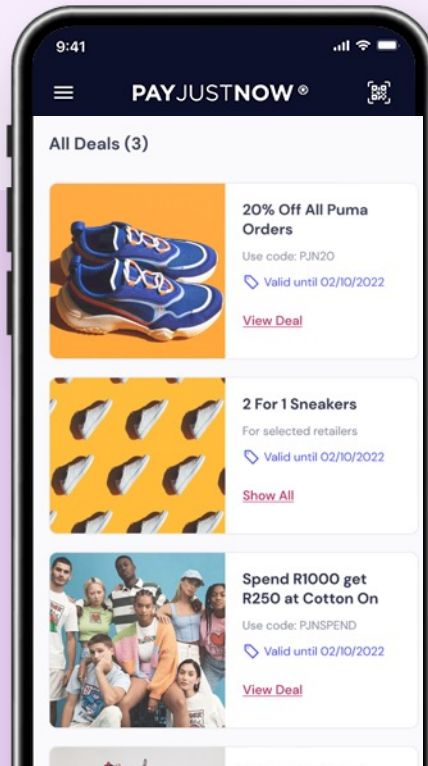 9:41
PAYJUSTNOW®
All Deals (3)
20% Off All Puma
Orders
Use code: PJN20
Valid until 02/10/2022
View Deal
2 For 1 Sneakers
For selected retailers
Valid until 02/10/2022
Show All
Spend R1000 get
R250 at Cotton On
Use code: PJNSPEND
Valid until 02/10/2022
View Deal